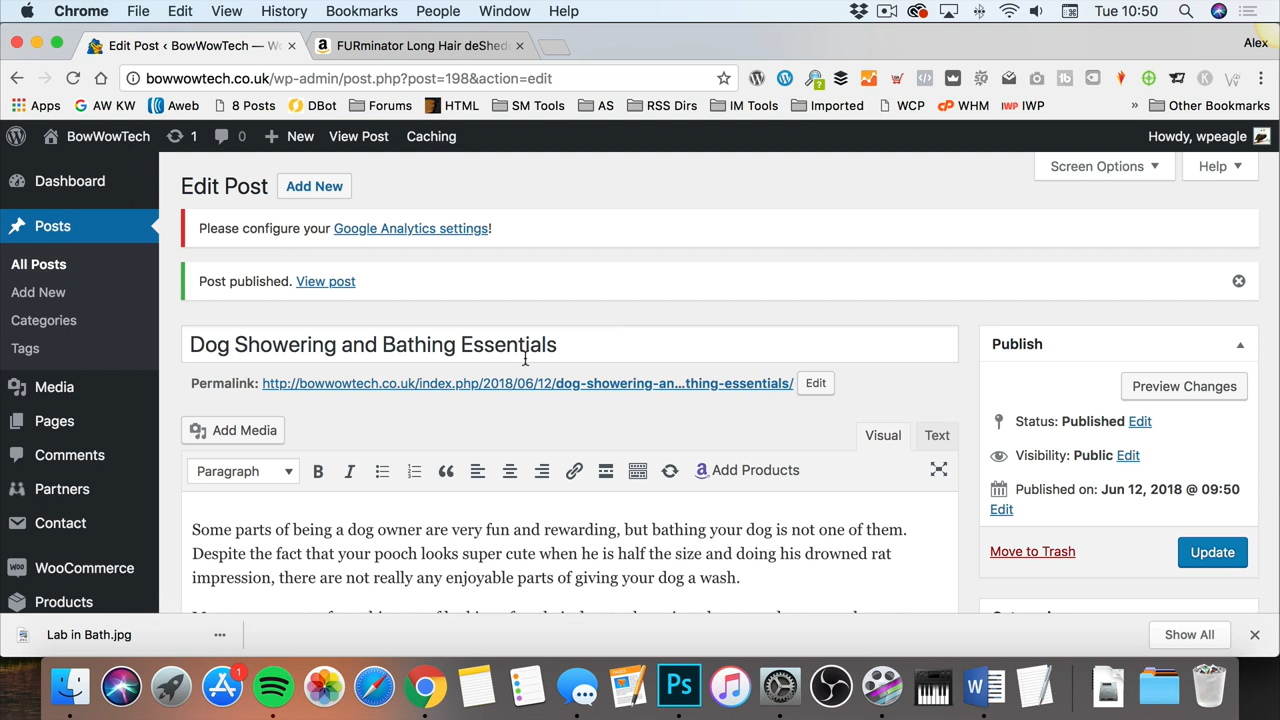 Chrome File Edit View History Bookmarks People Window Help Tue 10:50
Edit Post ‹ BowWowTech — W × FURminator Long Hair deShed × Alex
bowwowtech.co.uk/wp-admin/post.php?post=198&action=edit
Apps AW KW Aweb 8 Posts DBot Forums HTML SM Tools AS RSS Dirs IM Tools Imported WCP WHM IWP » Other Bookmarks
BowWowTech 1 0 New View Post Caching Howdy, wpeagle
Dashboard
Posts
All Posts
Add New
Categories
Tags
Media
Pages
Comments
Partners
Contact
WooCommerce
Products
Screen Options Help
Edit Post Add New
Please configure your Google Analytics settings!
Post published. View post
Dog Showering and Bathing Essentials
Permalink: http://bowwowtech.co.uk/index.php/2018/06/12/dog-showering-an...thing-essentials/ Edit
Add Media Visual Text
Paragraph B I Add Products
Some parts of being a dog owner are very fun and rewarding, but bathing your dog is not one of them.
Despite the fact that your pooch looks super cute when he is half the size and doing his drowned rat
impression, there are not really any enjoyable parts of giving your dog a wash.
Publish
Preview Changes
Status: Published Edit
Visibility: Public Edit
Published on: Jun 12, 2018 @ 09:50
Edit
Move to Trash Update
Lab in Bath.jpg Show All
1
Ps